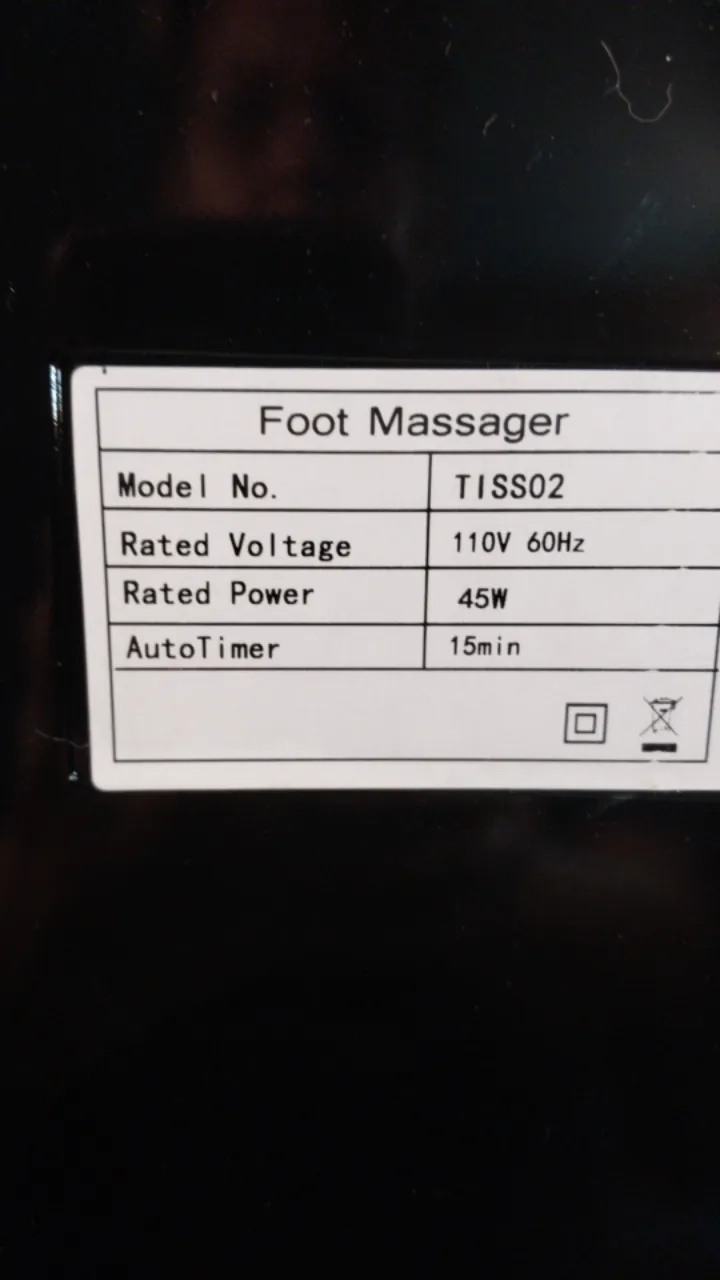 Foot Massager
Model No. TISS02
Rated Voltage 110V 60Hz
Rated Power 45W
AutoTimer 15min